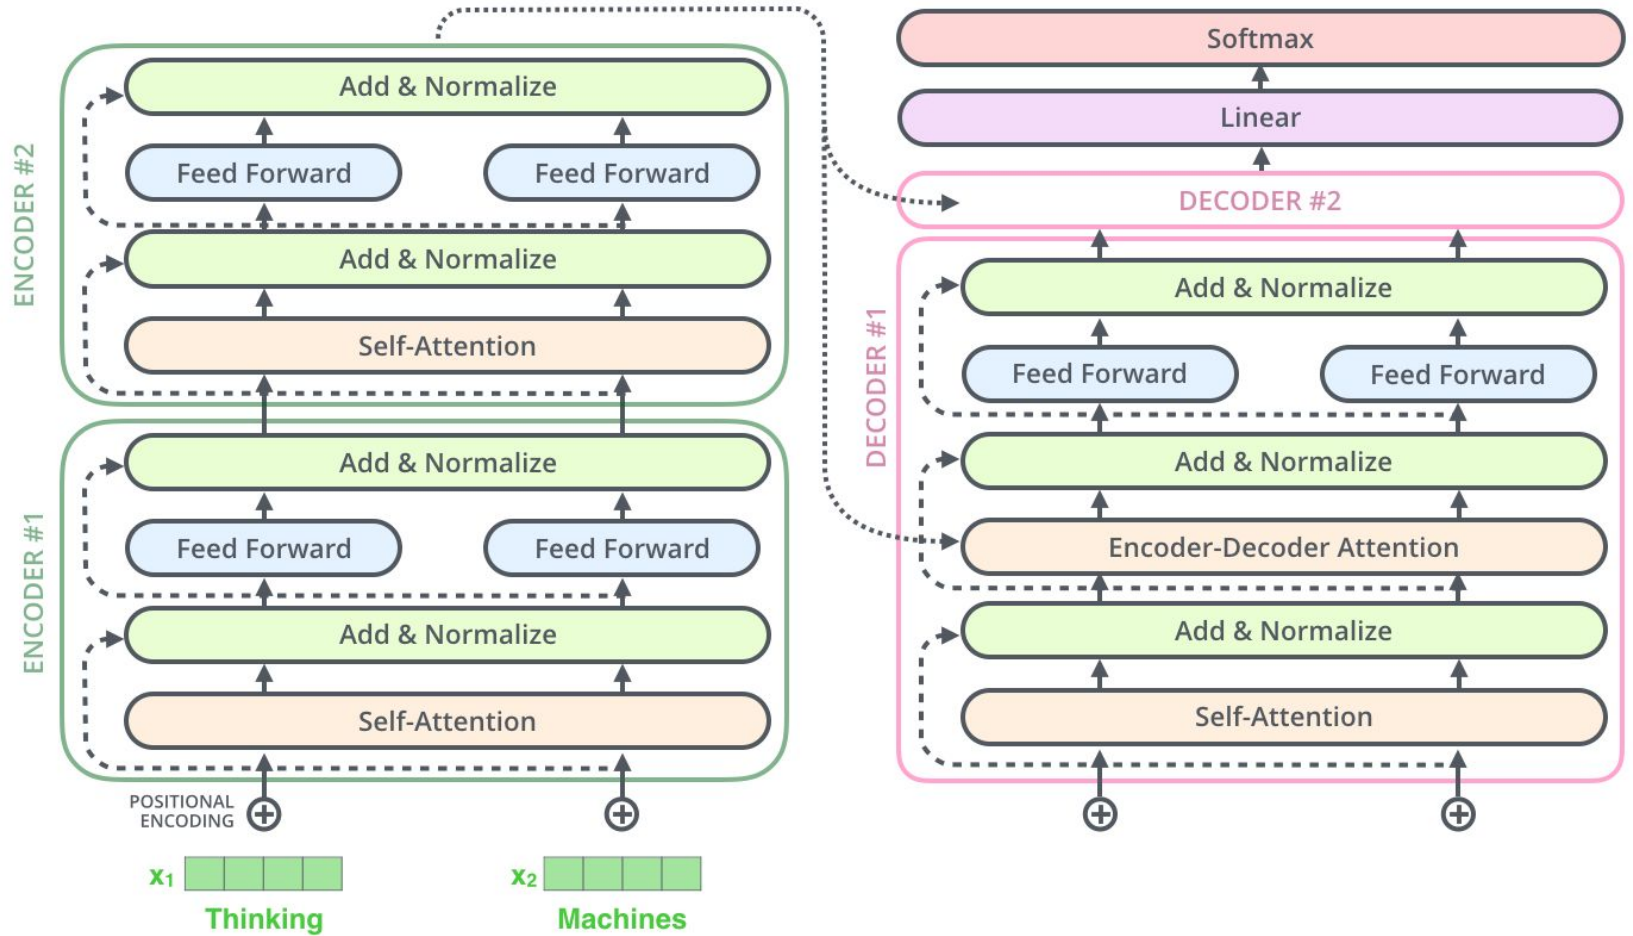 ENCODER #2
Add & Normalize
Feed Forward
Feed Forward
Add & Normalize
Self-Attention
ENCODER #1
Add & Normalize
Feed Forward
Feed Forward
Add & Normalize
Self-Attention
POSITIONAL
ENCODING
x₁
x₂
Thinking
Machines
Softmax
Linear
DECODER #2
DECODER #1
Add & Normalize
Feed Forward
Feed Forward
Add & Normalize
Encoder-Decoder Attention
Add & Normalize
Self-Attention